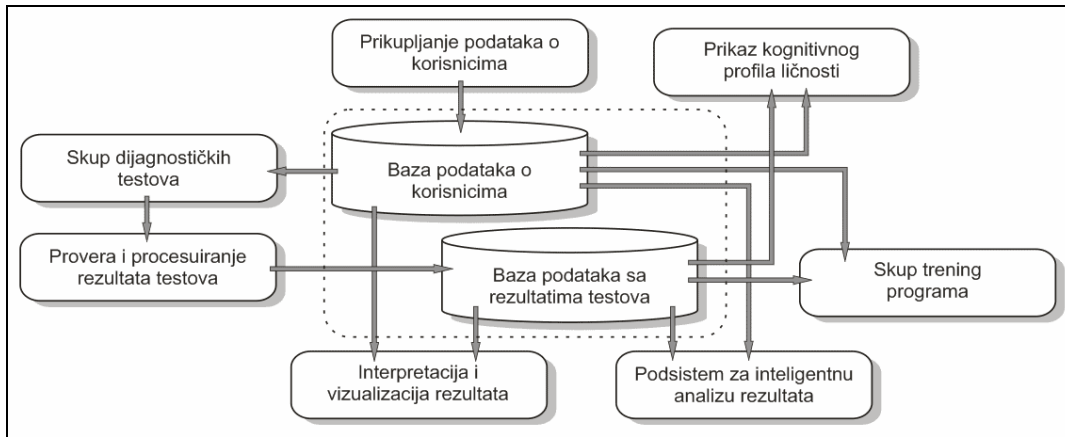 Prikupljanje podataka o
korisnicima
Prikaz kognitivnog
profila ličnosti
Skup dijagnostičkih
testova
Baza podataka o
korisnicima
Provera i procesuiranje
rezultata testova
Baza podataka sa
rezultatima testova
Skup trening
programa
Interpretacija i
vizualizacija rezultata
Podsistem za inteligentnu
analizu rezultata